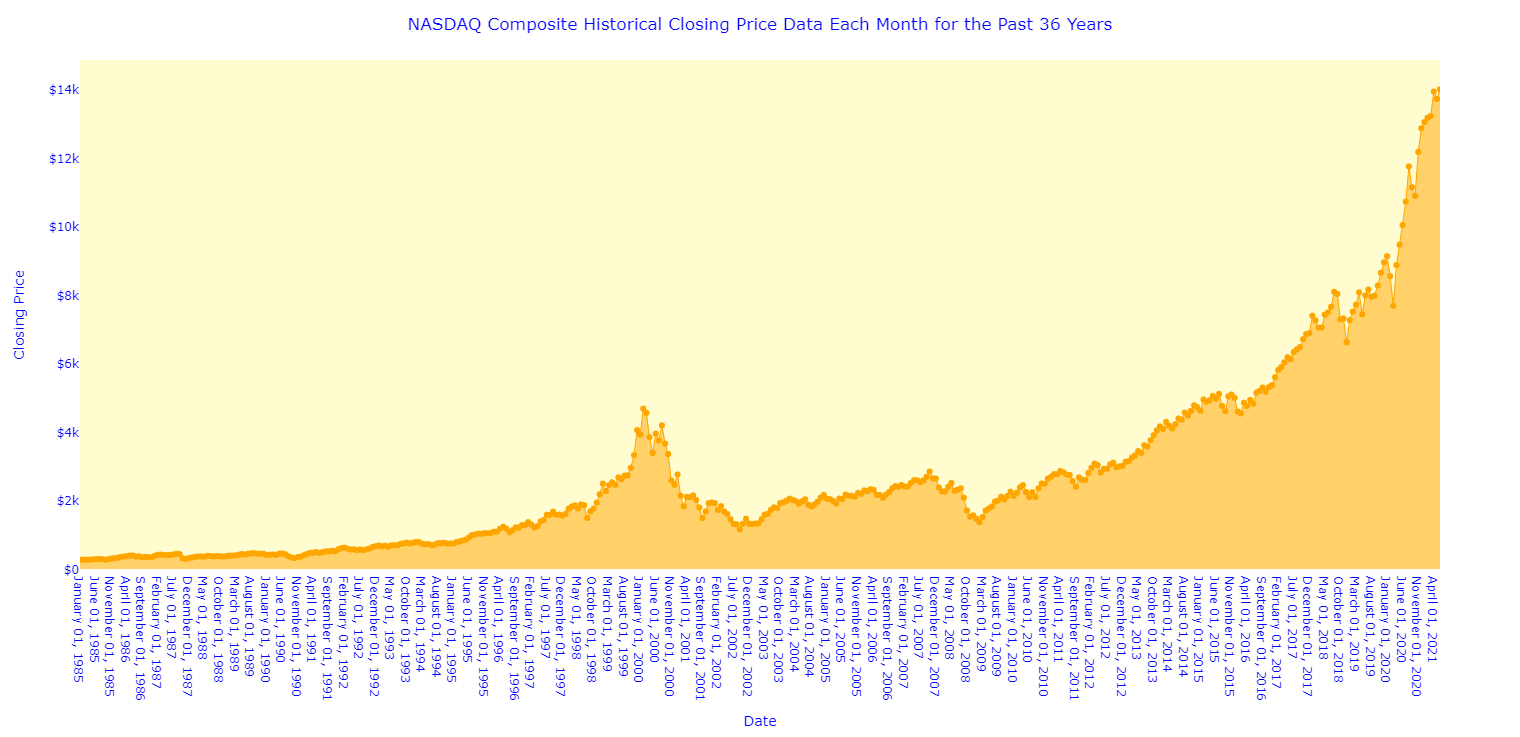 NASDAQ Composite Historical Closing Price Data Each Month for the Past 36 Years
$14k
$12k
$10k
$8k
$6k
$4k
$2k
$0
Closing Price
January 01, 1985
June 01, 1985
November 01, 1985
April 01, 1986
September 01, 1986
February 01, 1987
July 01, 1987
December 01, 1987
May 01, 1988
October 01, 1988
March 01, 1989
August 01, 1989
January 01, 1990
June 01, 1990
November 01, 1990
April 01, 1991
September 01, 1991
February 01, 1992
July 01, 1992
December 01, 1992
May 01, 1993
October 01, 1993
March 01, 1994
August 01, 1994
January 01, 1995
June 01, 1995
November 01, 1995
April 01, 1996
September 01, 1996
February 01, 1997
July 01, 1997
December 01, 1997
May 01, 1998
October 01, 1998
March 01, 1999
August 01, 1999
January 01, 2000
June 01, 2000
November 01, 2000
April 01, 2001
September 01, 2001
February 01, 2002
July 01, 2002
December 01, 2002
May 01, 2003
October 01, 2003
March 01, 2004
August 01, 2004
January 01, 2005
June 01, 2005
November 01, 2005
April 01, 2006
September 01, 2006
February 01, 2007
July 01, 2007
December 01, 2007
May 01, 2008
October 01, 2008
March 01, 2009
August 01, 2009
January 01, 2010
June 01, 2010
November 01, 2010
April 01, 2011
September 01, 2011
February 01, 2012
July 01, 2012
December 01, 2012
May 01, 2013
October 01, 2013
March 01, 2014
August 01, 2014
January 01, 2015
June 01, 2015
November 01, 2015
April 01, 2016
September 01, 2016
February 01, 2017
July 01, 2017
December 01, 2017
May 01, 2018
October 01, 2018
March 01, 2019
August 01, 2019
January 01, 2020
June 01, 2020
November 01, 2020
April 01, 2021
Date